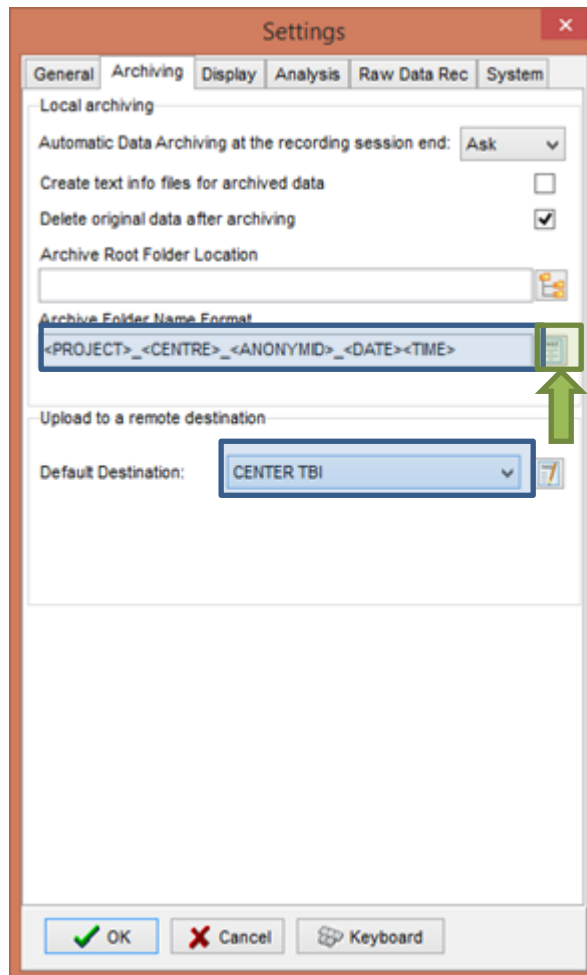 Settings
General Archiving Display Analysis Raw Data Rec System
Local archiving
Automatic Data Archiving at the recording session end: Ask
Create text info files for archived data
Delete original data after archiving
Archive Root Folder Location
Archive Folder Name Format
<PROJECT>_<CENTRE>_<ANONYMID>_<DATE><TIME>
Upload to a remote destination
Default Destination: CENTER TBI
OK Cancel Keyboard